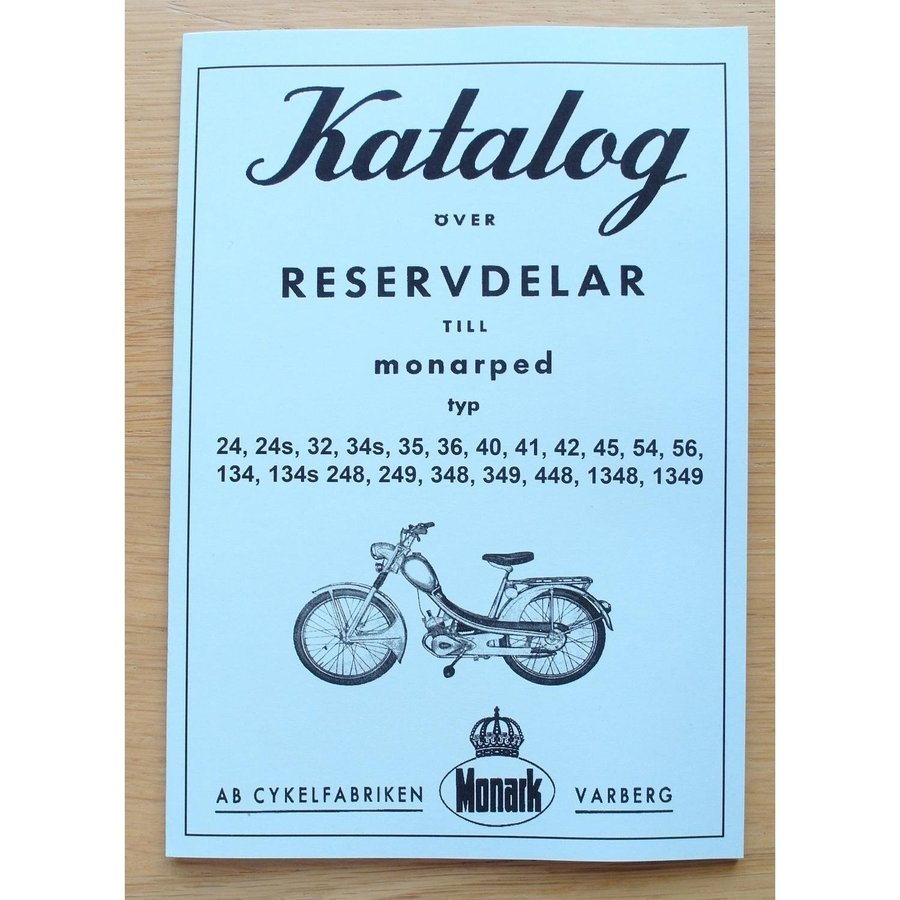 Katalog
ÖVER
RESERVDELAR
TILL
monarped
typ
24, 24s, 32, 34s, 35, 36, 40, 41, 42, 45, 54, 56,
134, 134s 248, 249, 348, 349, 448, 1348, 1349
AB CYKELFABRIKEN Monark VARBERG